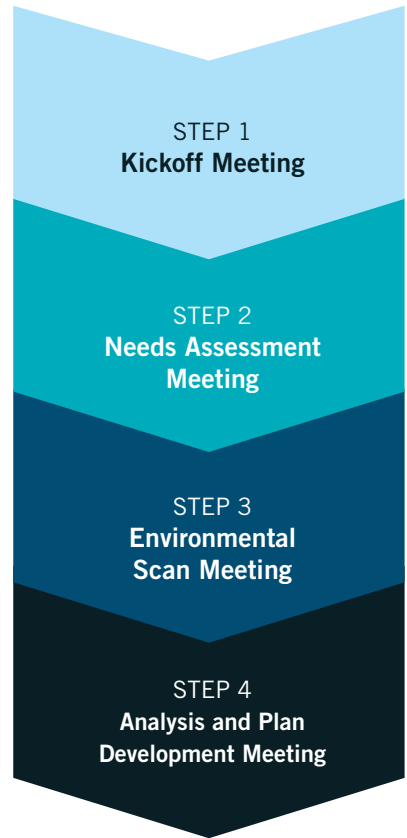 STEP 1
Kickoff Meeting
STEP 2
Needs Assessment
Meeting
STEP 3
Environmental
Scan Meeting
STEP 4
Analysis and Plan
Development Meeting